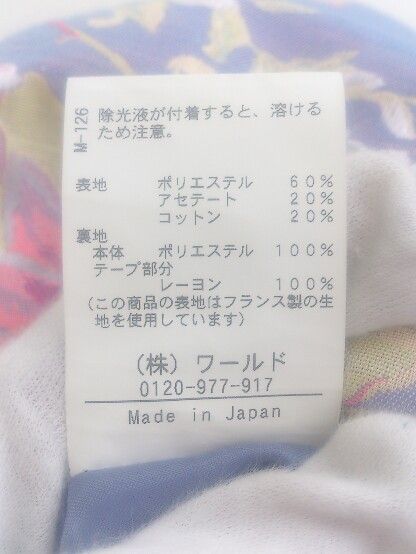 M-126
除光液が付着すると、溶ける
ため注意。
表地 ポリエステル 60%
アセテート 20%
コットン 20%
裏地
本体 ポリエステル 100%
テープ部分
レーヨン 100%
(この商品の表地はフランス製の生
地を使用しています)
(株) ワールド
0120-977-917
Made in Japan